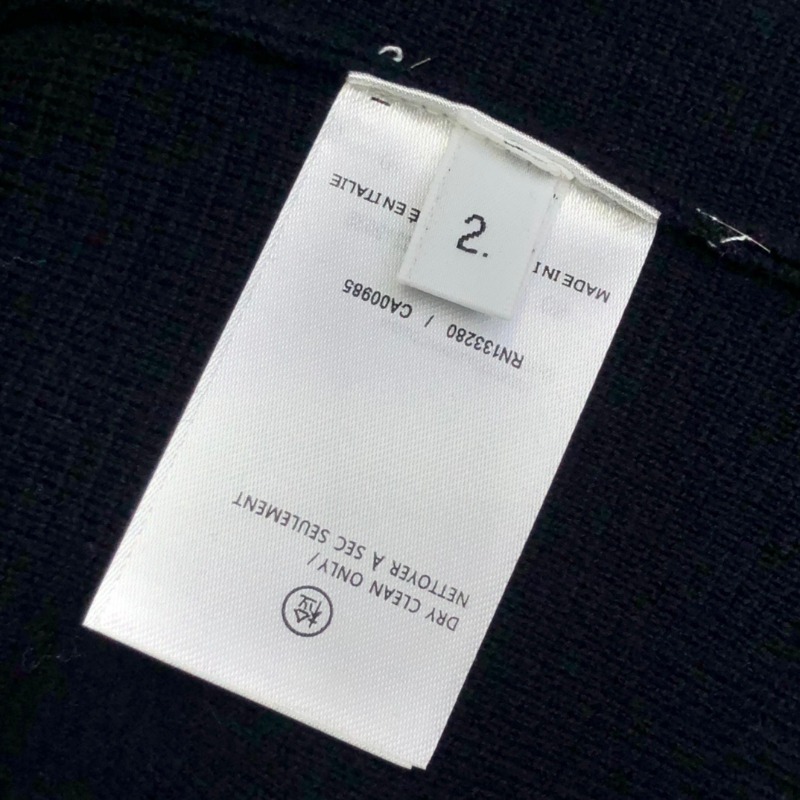 DRY CLEAN ONLY/
NETTOYER A SEC SEULEMENT
RN133280 / CA00985
MADE IN EN ITALIE
2.